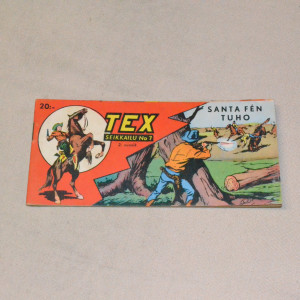 20:-
TEX
SEIKKAILU No 7
SANTA FÉN
TUHO